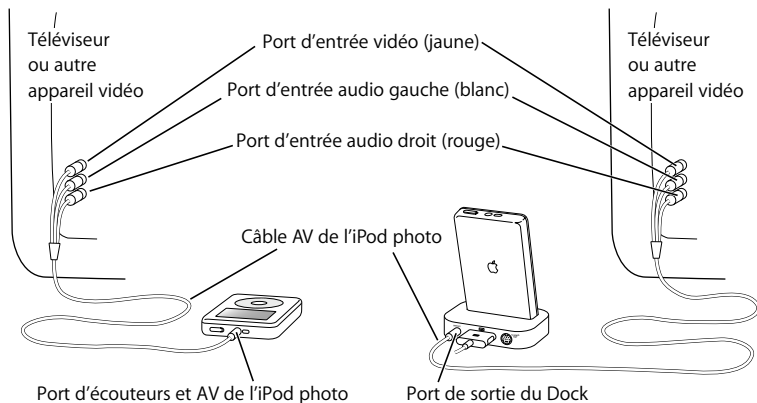 Téléviseur
ou autre
appareil vidéo
Port d'entrée vidéo (jaune)
Port d'entrée audio gauche (blanc)
Port d'entrée audio droit (rouge)
Téléviseur
ou autre
appareil vidéo
Câble AV de l'iPod photo
Port d'écouteurs et AV de l'iPod photo
Port de sortie du Dock